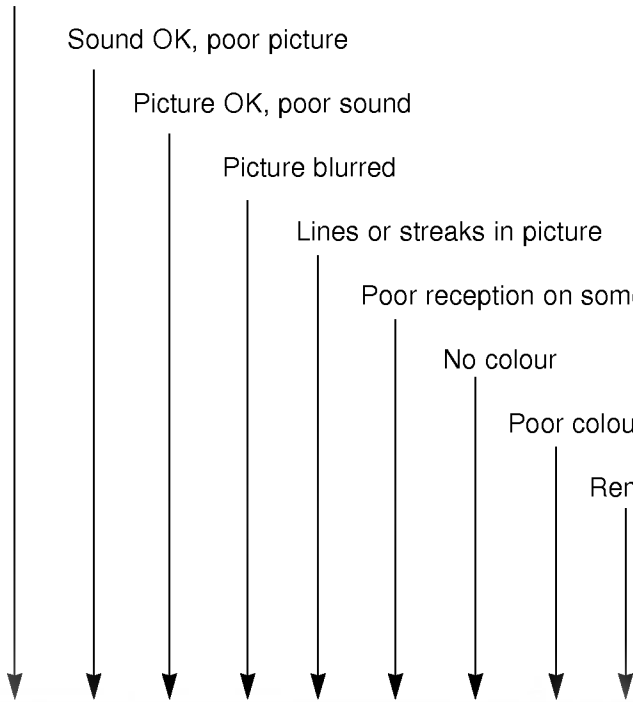 Sound OK, poor picture
Picture OK, poor sound
Picture blurred
Lines or streaks in picture
Poor reception on some
No colour
Poor colou
Rem